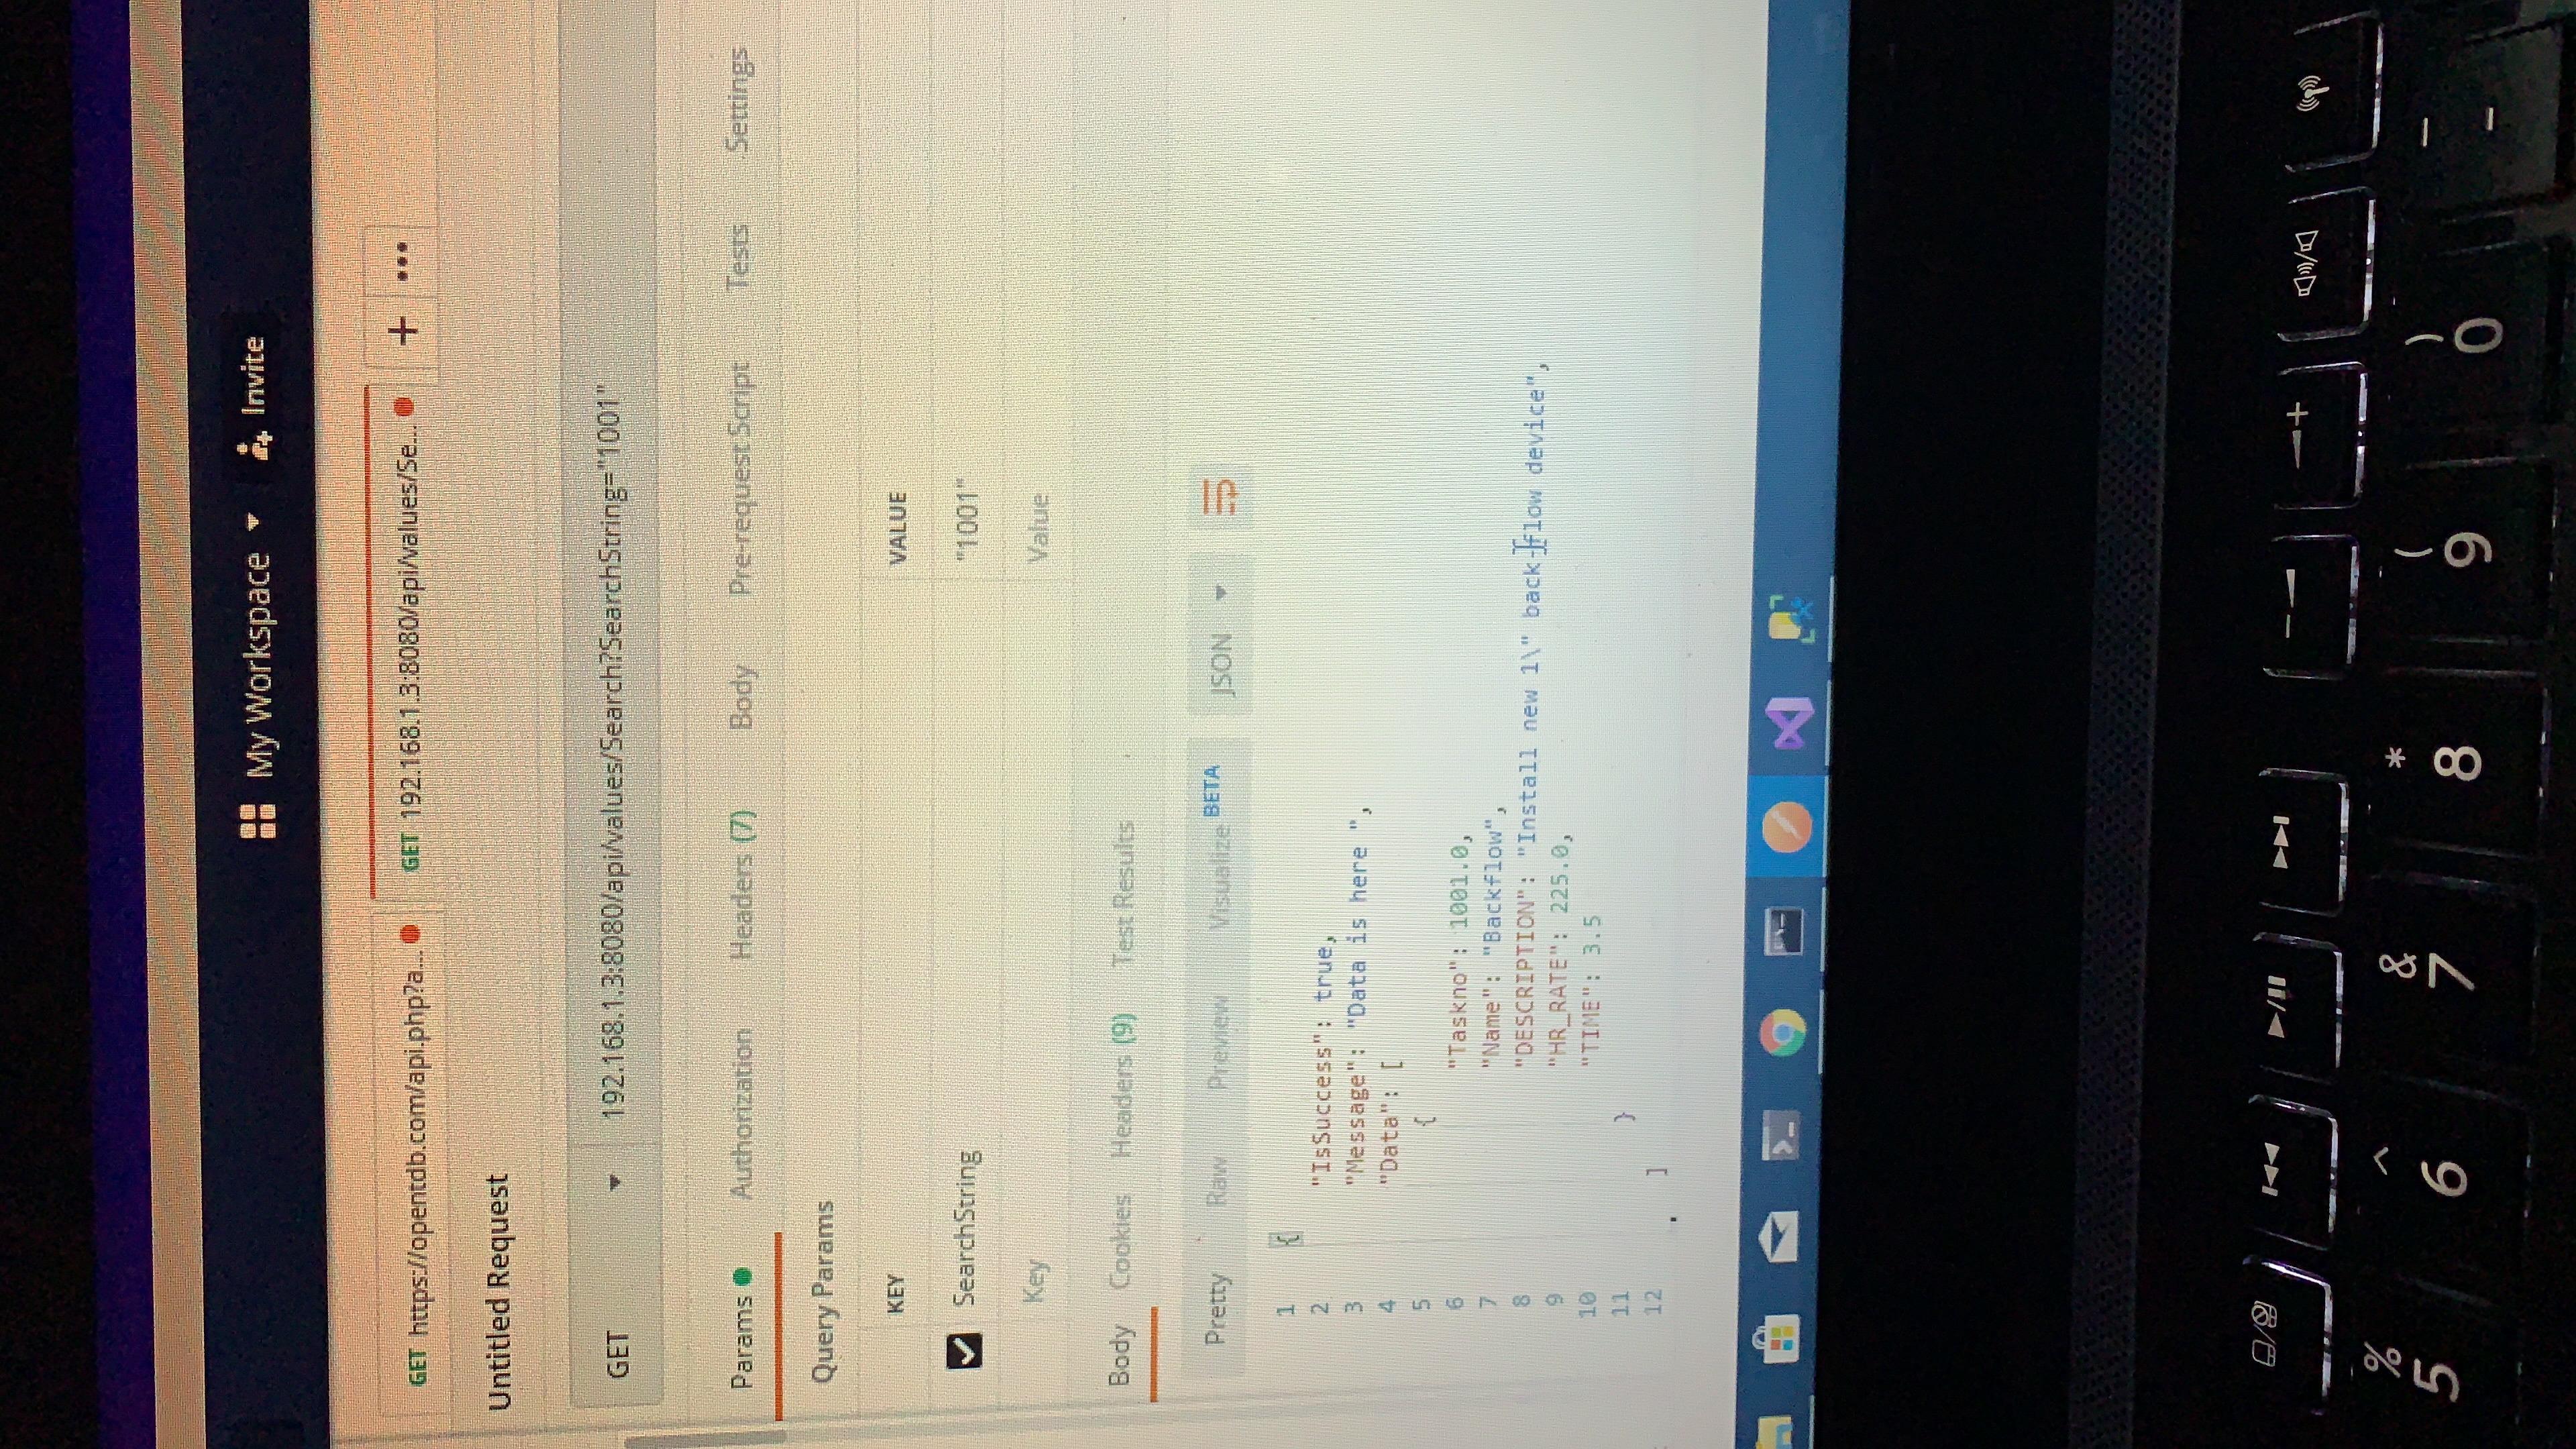 My Workspace Invite
GET https://opentdb.com/api.php?a... GET 192.168.1.3:8080/api/values/Se... + •••
Untitled Request
GET 192.168.1.3:8080/api/values/Search?SearchString="1001"
Params Authorization Headers (7) Body Pre-request Script Tests Settings
Query Params
KEY VALUE
SearchString "1001"
Key Value
Body Cookies Headers (9) Test Results
Pretty Raw Preview Visualize BETA JSON
1 {
2 "IsSuccess": true,
3 "Message": "Data is here ",
4 "Data": [
5 {
6 "Taskno": 1001.0,
7 "Name": "Backflow",
8 "DESCRIPTION": "Install new 1\" back-flow device",
9 "HR_RATE": 225.0,
10 "TIME": 3.5
11 }
12 ]
% ^ & * ( ) _
5 6 7 8 9 0 -